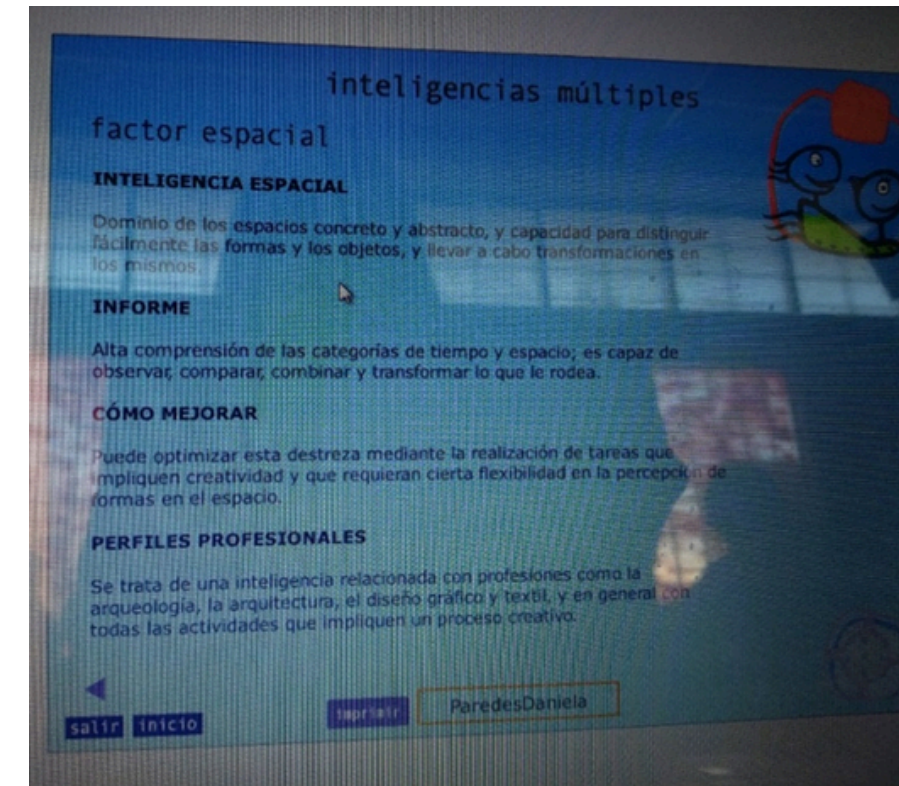 inteligencias múltiples
factor espacial
INTELIGENCIA ESPACIAL
Dominio de los espacios concreto y abstracto, y capacidad para distinguir
fácilmente las formas y los objetos, y llevar a cabo transformaciones en
los mismos.
INFORME
Alta comprensión de las categorías de tiempo y espacio; es capaz de
observar, comparar, combinar y transformar lo que le rodea.
CÓMO MEJORAR
Puede optimizar esta destreza mediante la realización de tareas que
impliquen creatividad y que requieran cierta flexibilidad en la percepción de
formas en el espacio.
PERFILES PROFESIONALES
Se trata de una inteligencia relacionada con profesiones como la
arqueología, la arquitectura, el diseño gráfico y textil, y en general con
todas las actividades que impliquen un proceso creativo.
salir inicio imprimir ParedesDaniela